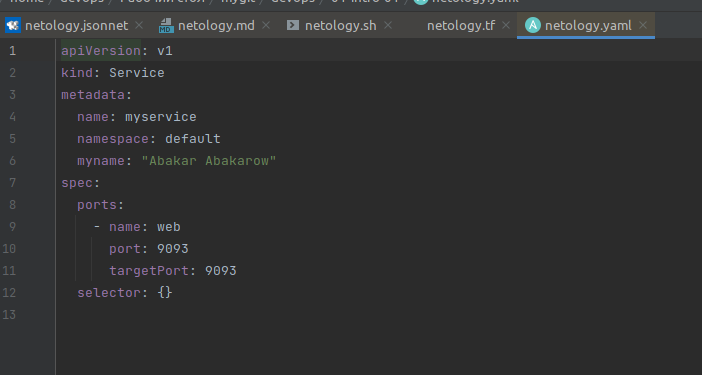 netology.jsonnet netology.md netology.sh netology.tf netology.yaml
1 apiVersion: v1
2 kind: Service
3 metadata:
4   name: myservice
5   namespace: default
6   myname: "Abakar Abakarow"
7 spec:
8   ports:
9     - name: web
10       port: 9093
11       targetPort: 9093
12   selector: {}
13